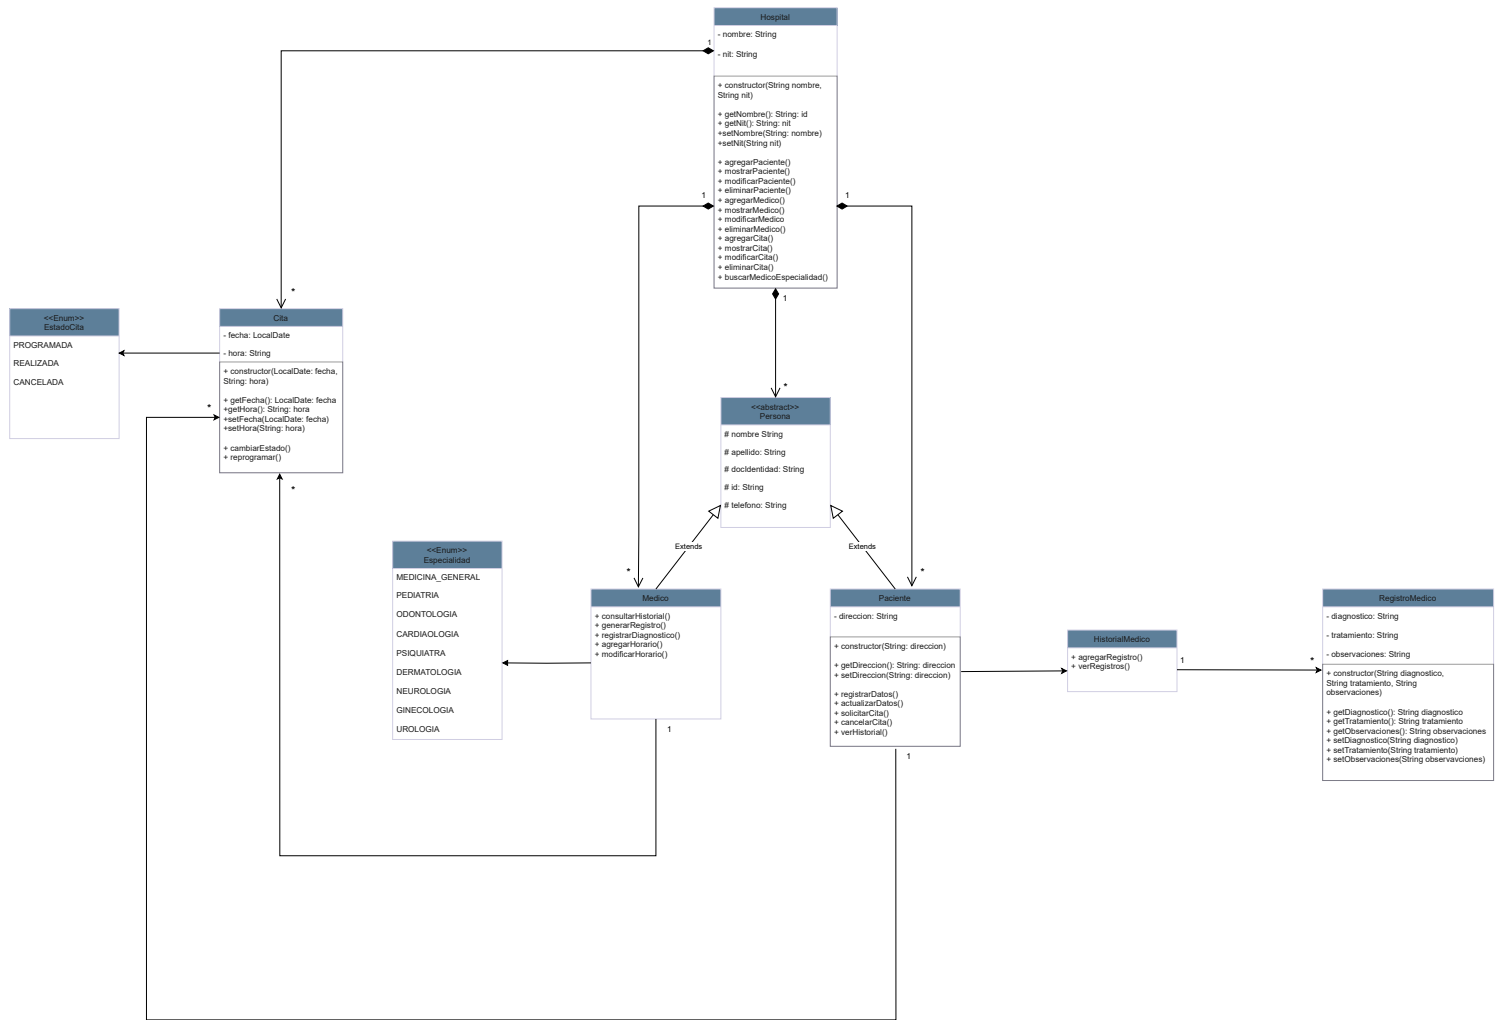 Hospital
- nombre: String
- nit: String
+ constructor(String nombre,
String nit)
+ getNombre(): String: id
+ getNit(): String: nit
+setNombre(String: nombre)
+setNit(String nit)
+ agregarPaciente()
+ mostrarPaciente()
+ modificarPaciente()
+ eliminarPaciente()
+ agregarMedico()
+ mostrarMedico()
+ modificarMedico
+ eliminarMedico()
+ agregarCita()
+ mostrarCita()
+ modificarCita()
+ eliminarCita()
+ buscarMedicoEspecialidad()
1
1
1
1
*
*
<<Enum>>
EstadoCita
PROGRAMADA
REALIZADA
CANCELADA
Cita
- fecha: LocalDate
- hora: String
+ constructor(LocalDate: fecha,
String: hora)
+ getFecha(): LocalDate: fecha
+getHora(): String: hora
+setFecha(LocalDate: fecha)
+setHora(String: hora)
+ cambiarEstado()
+ reprogramar()
*
*
<<abstract>>
Persona
# nombre String
# apellido: String
# docIdentidad: String
# id: String
# telefono: String
Extends
Extends
*
*
<<Enum>>
Especialidad
MEDICINA_GENERAL
PEDIATRIA
ODONTOLOGIA
CARDIAOLOGIA
PSIQUIATRA
DERMATOLOGIA
NEUROLOGIA
GINECOLOGIA
UROLOGIA
Medico
+ consultarHistorial()
+ generarRegistro()
+ registrarDiagnostico()
+ agregarHorario()
+ modificarHorario()
1
Paciente
- direccion: String
+ constructor(String: direccion)
+ getDireccion(): String: direccion
+ setDireccion(String: direccion)
+ registrarDatos()
+ actualizarDatos()
+ solicitarCita()
+ cancelarCita()
+ verHistorial()
1
HistorialMedico
+ agregarRegistro()
+ verRegistros()
1
*
RegistroMedico
- diagnostico: String
- tratamiento: String
- observaciones: String
+ constructor(String diagnostico,
String tratamiento, String
observaciones)
+ getDiagnostico(): String diagnostico
+ getTratamiento(): String tratamiento
+ getObservaciones(): String observaciones
+ setDiagnostico(String diagnostico)
+ setTratamiento(String tratamiento)
+ setObservaciones(String observavciones)